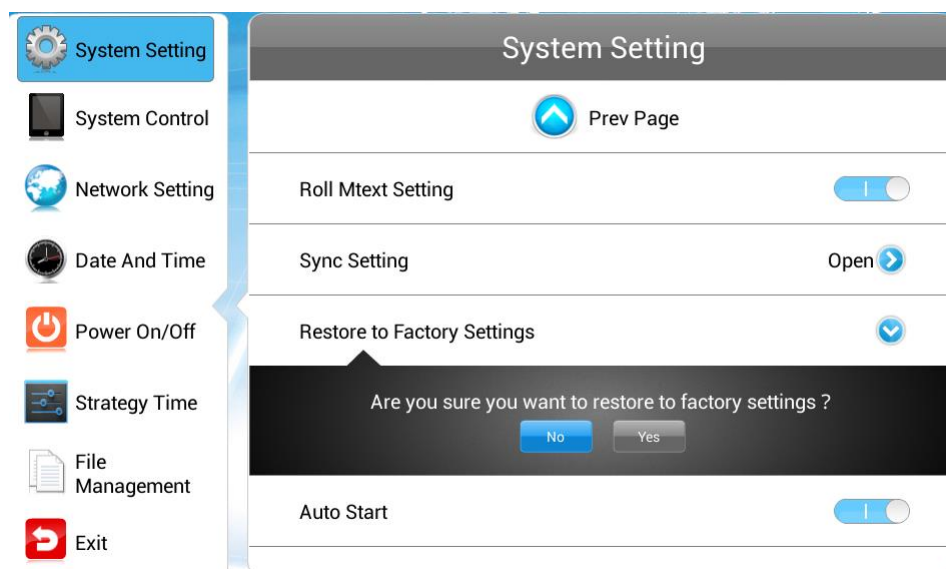 System Setting
System Control
Network Setting
Date And Time
Power On/Off
Strategy Time
File
Management
Exit
System Setting
Prev Page
Roll Mtext Setting
Sync Setting
Open
Restore to Factory Settings
Are you sure you want to restore to factory settings ?
No
Yes
Auto Start